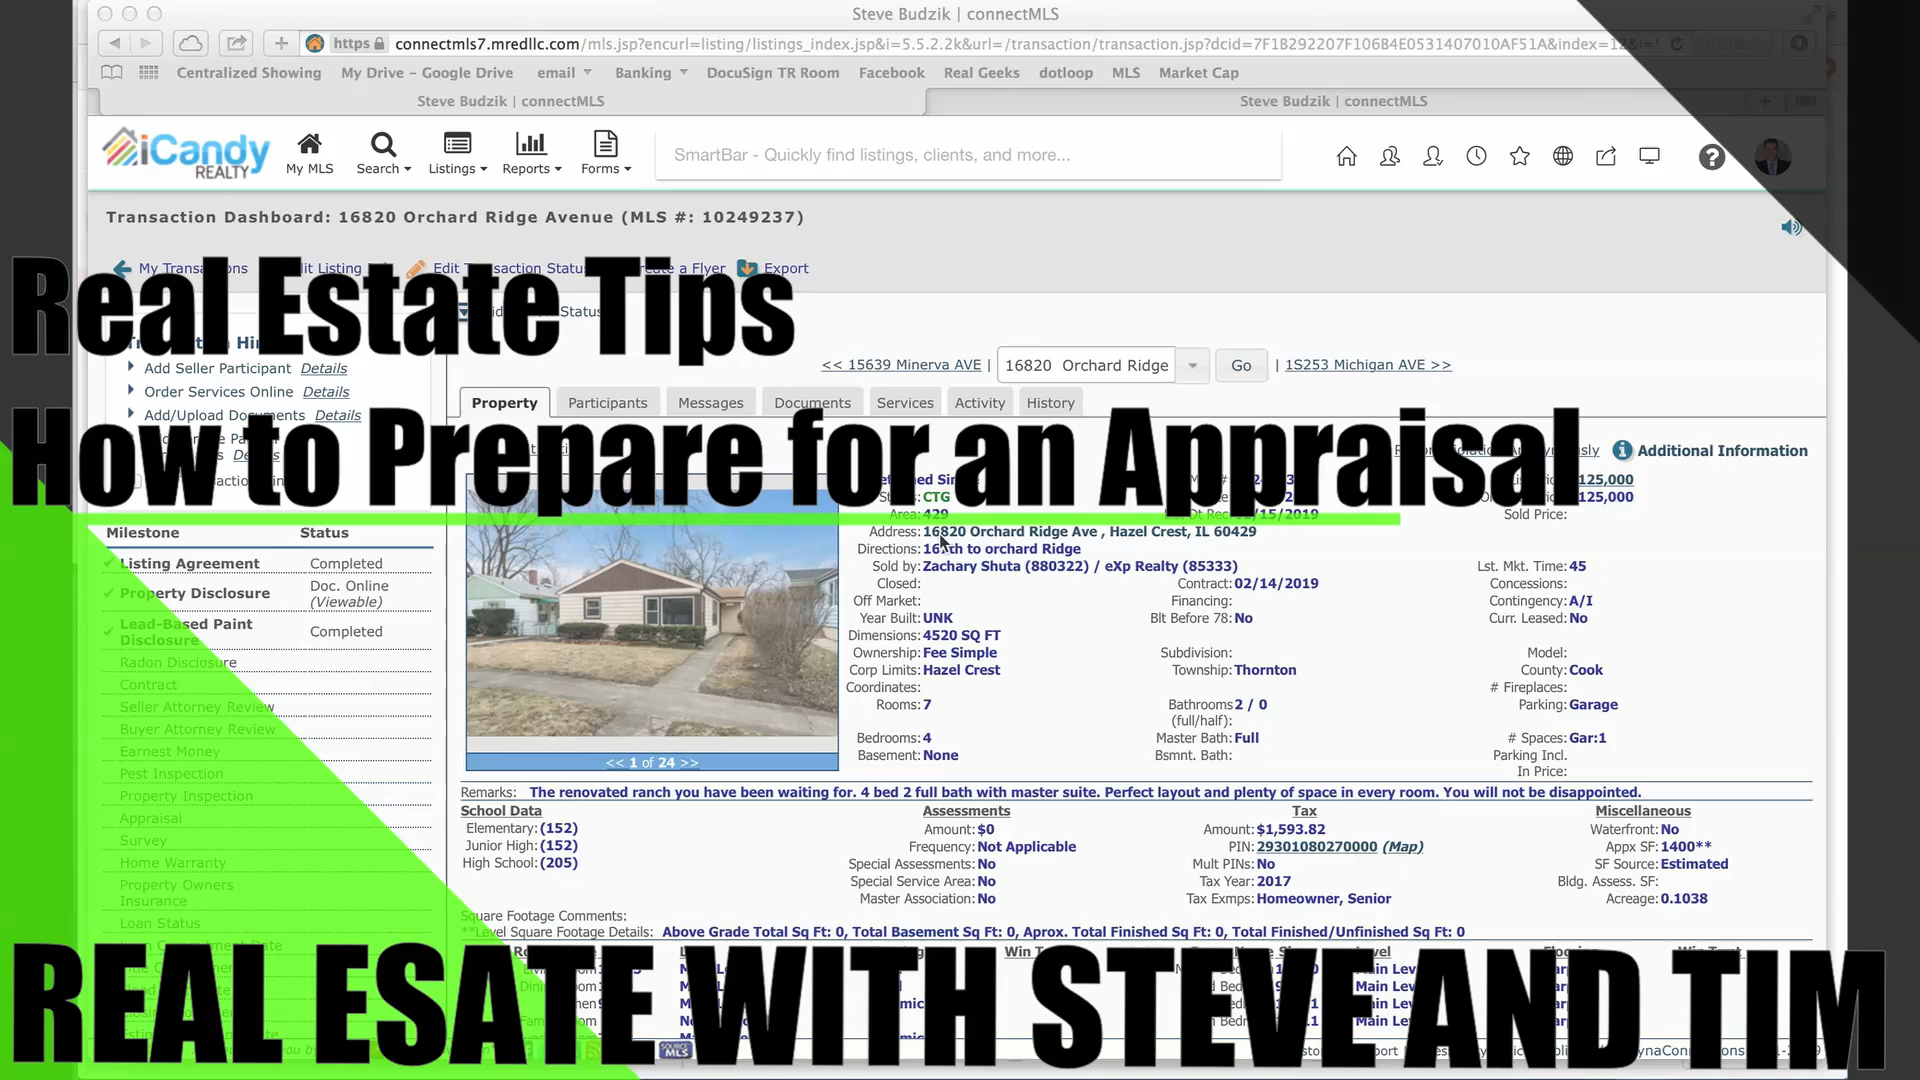 Steve Budzik | connectMLS
https connectmls7.mredllc.com/mls.jsp?encurl=listing/listings_index.jsp&i=5.5.2.2k&url=/transaction/transaction.jsp?dcid=7F1B292207F106B4E0531407010AF51A&index=
Centralized Showing My Drive – Google Drive email Banking DocuSign TR Room Facebook Real Geeks dotloop MLS Market Cap
Steve Budzik | connectMLS Steve Budzik | connectMLS
iCandy REALTY
My MLS Search Listings Reports Forms
SmartBar - Quickly find listings, clients, and more...
Transaction Dashboard: 16820 Orchard Ridge Avenue (MLS #: 10249237)
My Listing Edit a Flyer Export
Real Estate Tips
<< 15639 Minerva AVE | 16820 Orchard Ridge Go | 1S253 Michigan AVE >>
Add Seller Participant Details
Order Services Online Details
Add/Upload Documents Details
Property Participants Messages Documents Services Activity History
How to Prepare for an Appraisal
Additional Information
Milestone Status
Listing Agreement Completed
Property Disclosure Doc. Online (Viewable)
Lead-Based Paint Disclosure Completed
Radon Disclosure
Contract
Seller Attorney Review
Buyer Attorney Review
Earnest Money
Pest Inspection
Property Inspection
Appraisal
Survey
Home Warranty
Property Owners Insurance
Loan Status
<< 1 of 24 >>
CTG 125,000
125,000
Area: 429 Sold Price:
Address: 16820 Orchard Ridge Ave , Hazel Crest, IL 60429
Directions: to orchard Ridge
Sold by: Zachary Shuta (880322) / eXp Realty (85333) Lst. Mkt. Time: 45
Closed: Contract: 02/14/2019 Concessions:
Off Market: Financing: Contingency: A/I
Year Built: UNK Blt Before 78: No Curr. Leased: No
Dimensions: 4520 SQ FT
Ownership: Fee Simple Subdivision: Model:
Corp Limits: Hazel Crest Township: Thornton County: Cook
Coordinates: # Fireplaces:
Rooms: 7 Bathrooms (full/half): 2 / 0 Parking: Garage
Bedrooms: 4 Master Bath: Full # Spaces: Gar:1
Basement: None Bsmnt. Bath: Parking Incl. In Price:
Remarks: The renovated ranch you have been waiting for. 4 bed 2 full bath with master suite. Perfect layout and plenty of space in every room. You will not be disappointed.
School Data Assessments Tax Miscellaneous
Elementary: (152) Amount: $0 Amount: $1,593.82 Waterfront: No
Junior High: (152) Frequency: Not Applicable PIN: 29301080270000 (Map) Appx SF: 1400**
High School: (205) Special Assessments: No Mult PINs: No SF Source: Estimated
Special Service Area: No Tax Year: 2017 Bldg. Assess. SF:
Master Association: No Tax Exmps: Homeowner, Senior Acreage: 0.1038
Square Footage Comments:
**Level Square Footage Details: Above Grade Total Sq Ft: 0, Total Basement Sq Ft: 0, Aprox. Total Finished Sq Ft: 0, Total Finished/Unfinished Sq Ft: 0
REAL ESATE WITH STEVE AND TIM
SOURCE MLS